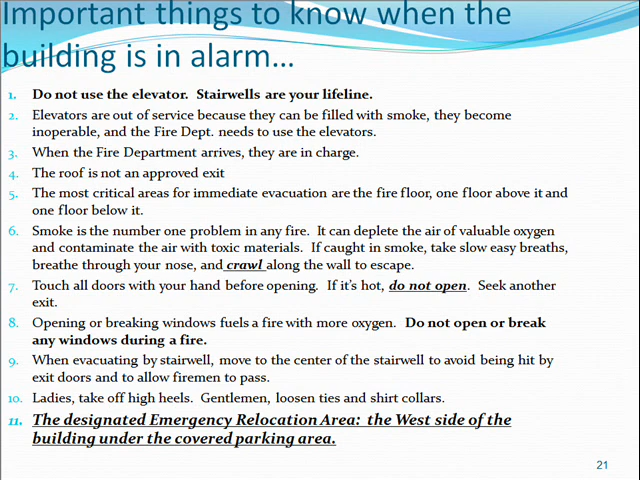 Important things to know when the
building is in alarm...
1. Do not use the elevator. Stairwells are your lifeline.
2. Elevators are out of service because they can be filled with smoke, they become
inoperable, and the Fire Dept. needs to use the elevators.
3. When the Fire Department arrives, they are in charge.
4. The roof is not an approved exit
5. The most critical areas for immediate evacuation are the fire floor, one floor above it and
one floor below it.
6. Smoke is the number one problem in any fire. It can deplete the air of valuable oxygen
and contaminate the air with toxic materials. If caught in smoke, take slow easy breaths,
breathe through your nose, and crawl along the wall to escape.
7. Touch all doors with your hand before opening. If it's hot, do not open. Seek another
exit.
8. Opening or breaking windows fuels a fire with more oxygen. Do not open or break
any windows during a fire.
9. When evacuating by stairwell, move to the center of the stairwell to avoid being hit by
exit doors and to allow firemen to pass.
10. Ladies, take off high heels. Gentlemen, loosen ties and shirt collars.
11. The designated Emergency Relocation Area: the West side of the
building under the covered parking area.
21